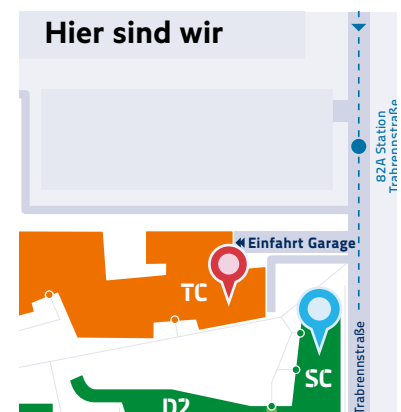 Hier sind wir
82A Station
Trabrennstraße
Einfahrt Garage
TC
SC
Trabrennstraße
D2